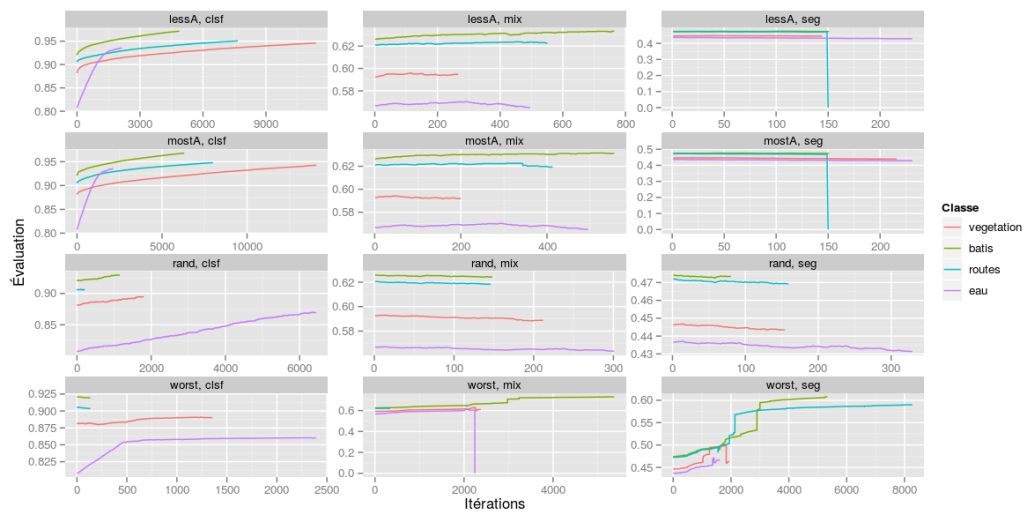 lessA, clsf
lessA, mix
lessA, seg
0.95
0.90
0.85
0.80
0 3000 6000 9000
0.62
0.60
0.58
0 200 400 600 800
0.4
0.3
0.2
0.1
0.0
0 50 100 150 200
mostA, clsf
mostA, mix
mostA, seg
0.95
0.90
0.85
0.80
0 5000 10000
0.62
0.60
0.58
0 200 400
0.5
0.4
0.3
0.2
0.1
0.0
0 50 100 150 200
rand, clsf
rand, mix
rand, seg
0.90
0.85
0 2000 4000 6000
0.62
0.60
0.58
0 100 200 300
0.47
0.46
0.45
0.44
0.43
0 100 200 300
worst, clsf
worst, mix
worst, seg
0.925
0.900
0.875
0.850
0.825
0 500 1000 1500 2000 2500
0.6
0.4
0.2
0.0
0 2000 4000
0.60
0.55
0.50
0.45
0 2000 4000 6000 8000
Évaluation
Itérations
Classe
vegetation
batis
routes
eau